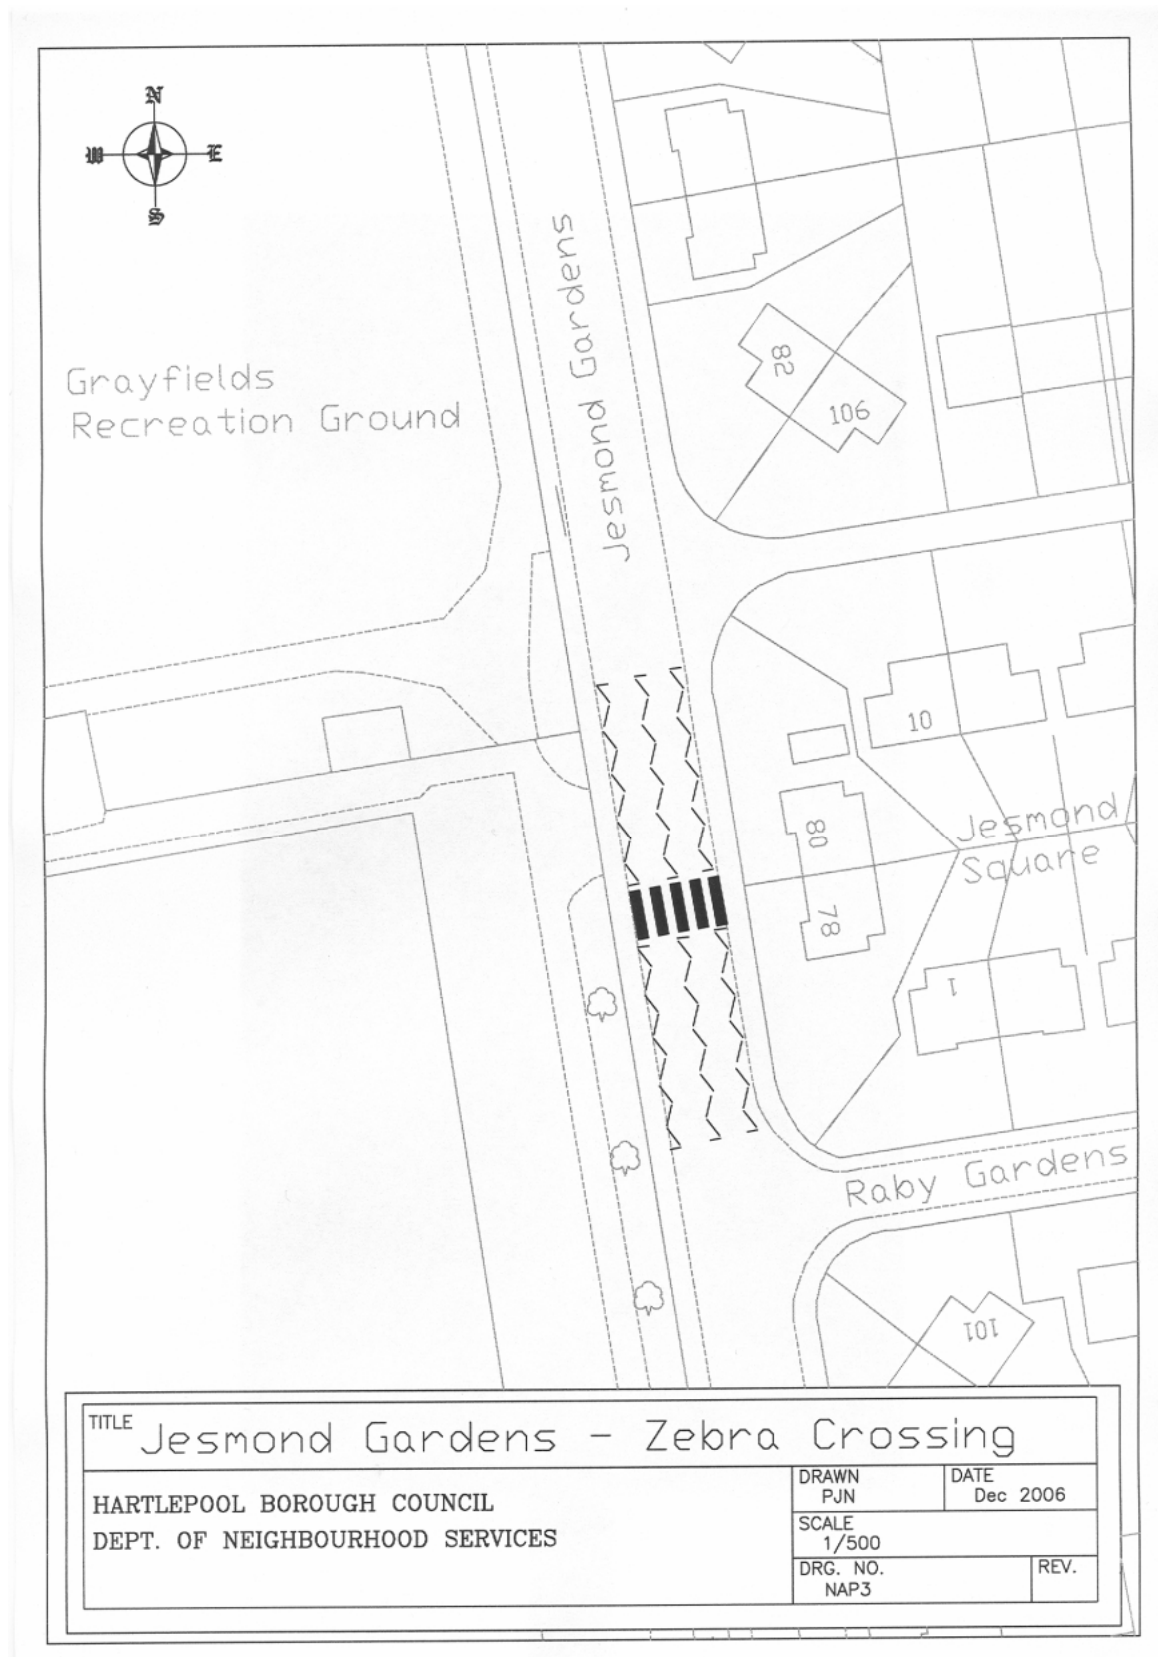 N
W E
S
Jesmond Gardens
Grayfields
Recreation Ground
82
106
10
80
Jesmond
Square
78
1
Raby Gardens
101
TITLE
Jesmond Gardens - Zebra Crossing
HARTLEPOOL BOROUGH COUNCIL
DEPT. OF NEIGHBOURHOOD SERVICES
DRAWN
PJN
DATE
Dec 2006
SCALE
1/500
DRG. NO.
NAP3
REV.